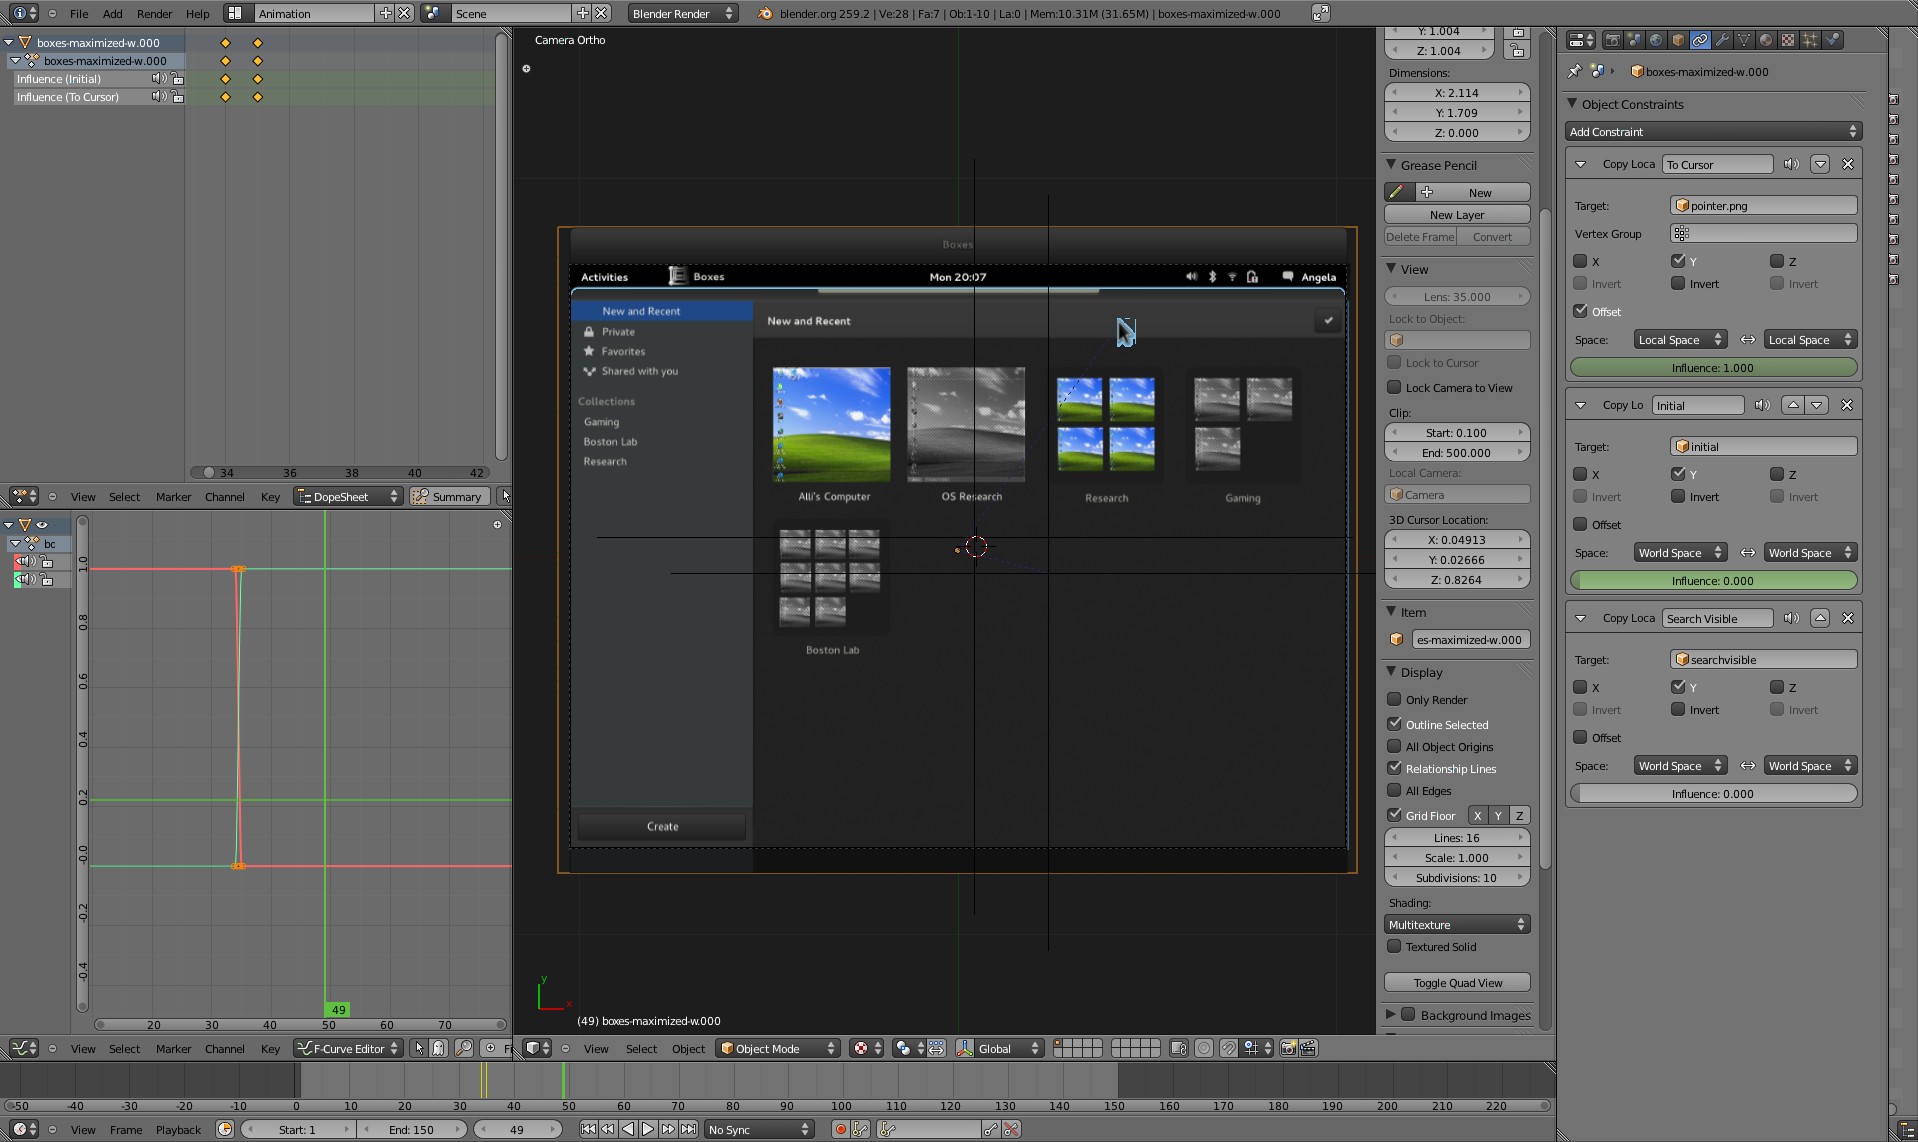 File Add Render Help Animation Scene Blender Render blender.org 259.2 | Ve:28 | Fa:7 | Ob:1-10 | La:0 | Mem:10.31M (31.65M) | boxes-maximized-w.000
boxes-maximized-w.000
boxes-maximized-w.000
Influence (Initial)
Influence (To Cursor)
34 36 38 40 42
View Select Marker Channel Key DopeSheet Summary
bc
1.0
0.8
0.6
0.4
0.2
-0.0
-0.2
-0.4
49
20 30 40 50 60 70
View Select Marker Channel Key F-Curve Editor
Camera Ortho
Boxes
Activities Boxes Mon 20:07 Angela
New and Recent
Private
Favorites
Shared with you
Collections
Gaming
Boston Lab
Research
Create
New and Recent
Alli's Computer OS Research Research Gaming
Boston Lab
y
x
(49) boxes-maximized-w.000
View Select Object Object Mode Global
Y: 1.004
Z: 1.004
Dimensions:
X: 2.114
Y: 1.709
Z: 0.000
Grease Pencil
New
New Layer
Delete Frame Convert
View
Lens: 35.000
Lock to Object:
Lock to Cursor
Lock Camera to View
Clip:
Start: 0.100
End: 500.000
Local Camera:
Camera
3D Cursor Location:
X: 0.04913
Y: 0.02666
Z: 0.8264
Item
es-maximized-w.000
Display
Only Render
Outline Selected
All Object Origins
Relationship Lines
All Edges
Grid Floor X Y Z
Lines: 16
Scale: 1.000
Subdivisions: 10
Shading:
Multitexture
Textured Solid
Toggle Quad View
Background Images
boxes-maximized-w.000
Object Constraints
Add Constraint
Copy Loca To Cursor
Target: pointer.png
Vertex Group
X Y Z
Invert Invert Invert
Offset
Space: Local Space Local Space
Influence: 1.000
Copy Lo Initial
Target: initial
X Y Z
Invert Invert Invert
Offset
Space: World Space World Space
Influence: 0.000
Copy Loca Search Visible
Target: searchvisible
X Y Z
Invert Invert Invert
Offset
Space: World Space World Space
Influence: 0.000
-50 -40 -30 -20 -10 0 10 20 30 40 50 60 70 80 90 100 110 120 130 140 150 160 170 180 190 200 210 220
View Frame Playback Start: 1 End: 150 49 No Sync